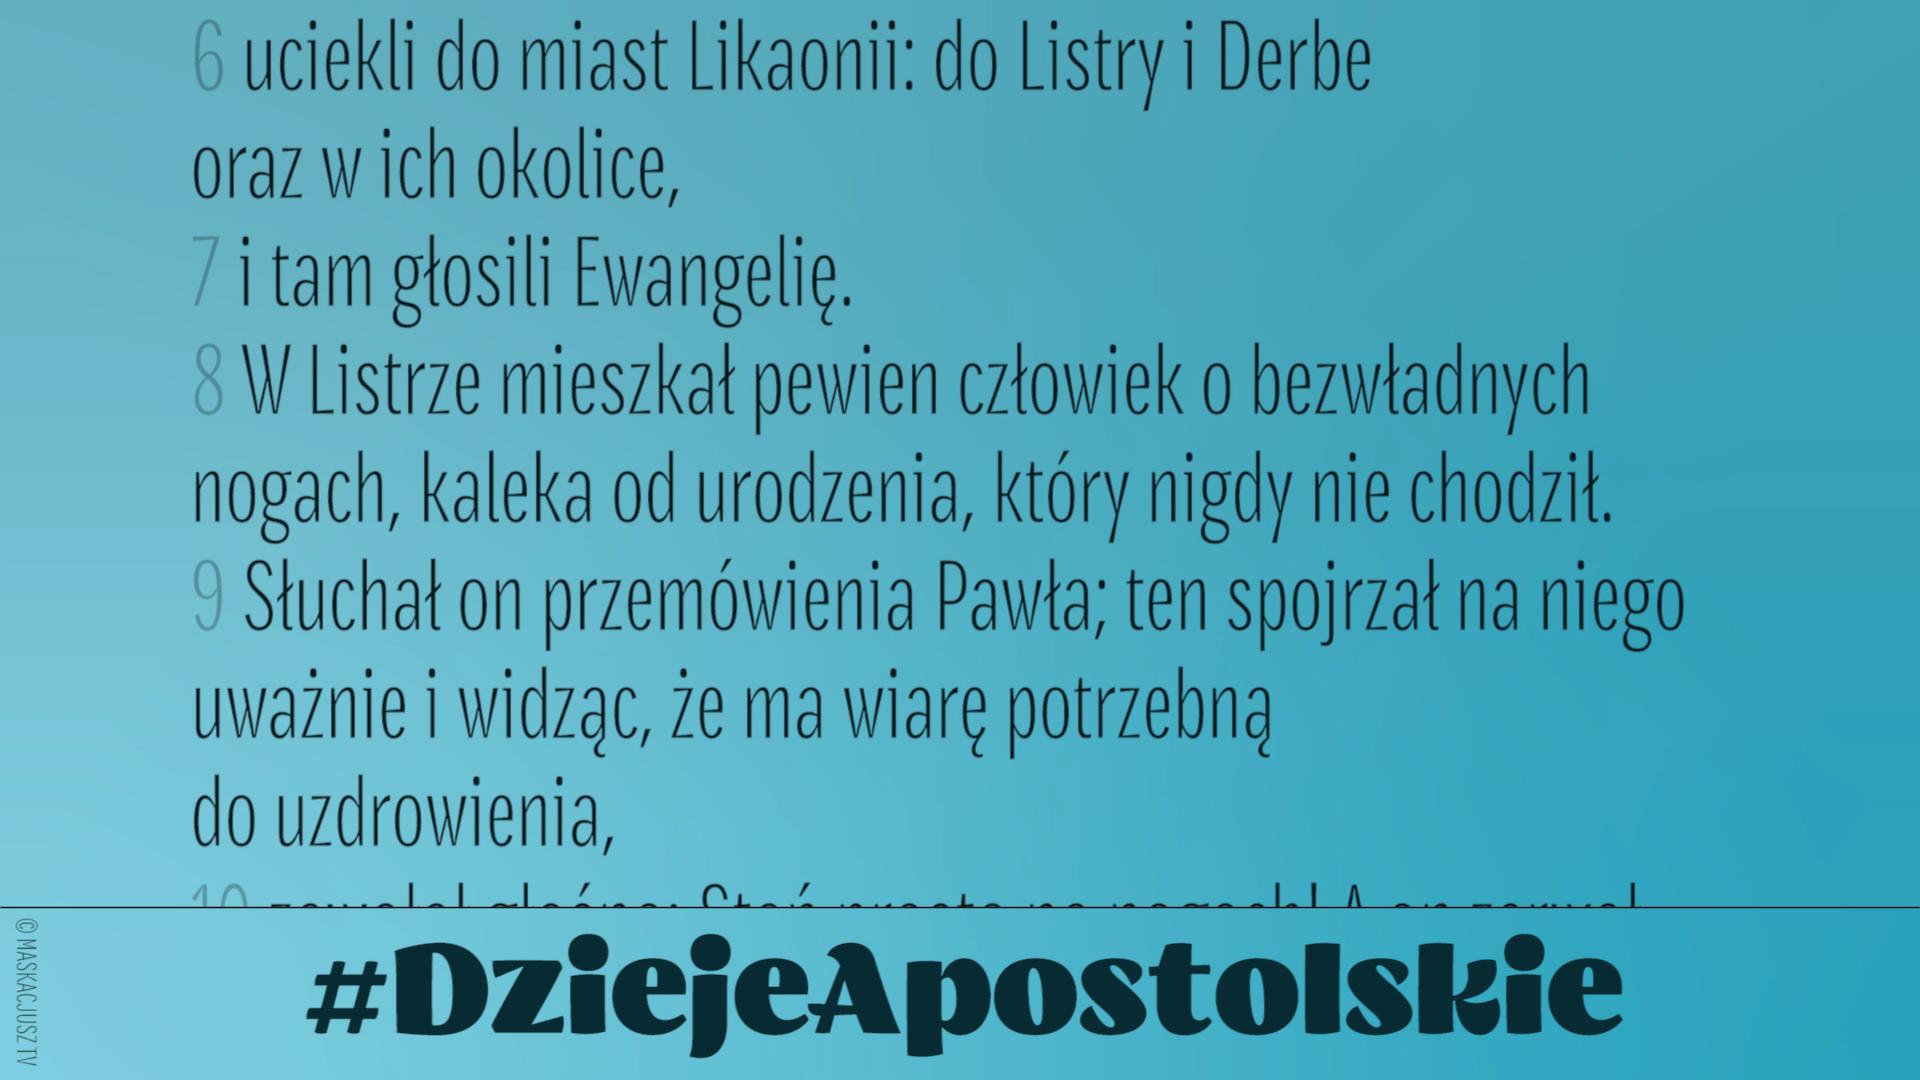 6 uciekli do miast Likaonii: do Listry i Derbe
oraz w ich okolice,
7 i tam głosili Ewangelię.
8 W Listrze mieszkał pewien człowiek o bezwładnych
nogach, kaleka od urodzenia, który nigdy nie chodził.
9 Słuchał on przemówienia Pawła; ten spojrzał na niego
uważnie i widząc, że ma wiarę potrzebną
do uzdrowienia,
#DziejeApostolskie
© MASKACJUSZ TV